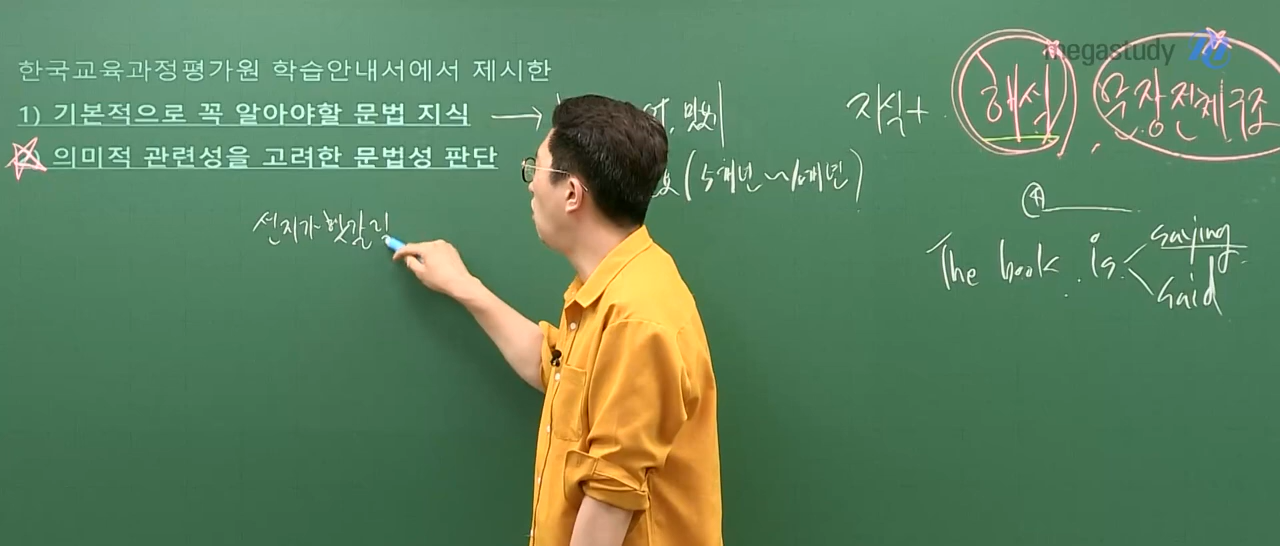 megastudy
한국교육과정평가원 학습안내서에서 제시한
1) 기본적으로 꼭 알아야할 문법 지식 →
의미적 관련성을 고려한 문법성 판단
지식 + 해석, 문장전체구조
(5개년 ~ 10개년)
선지가 헷갈리
④
The book is saying
said